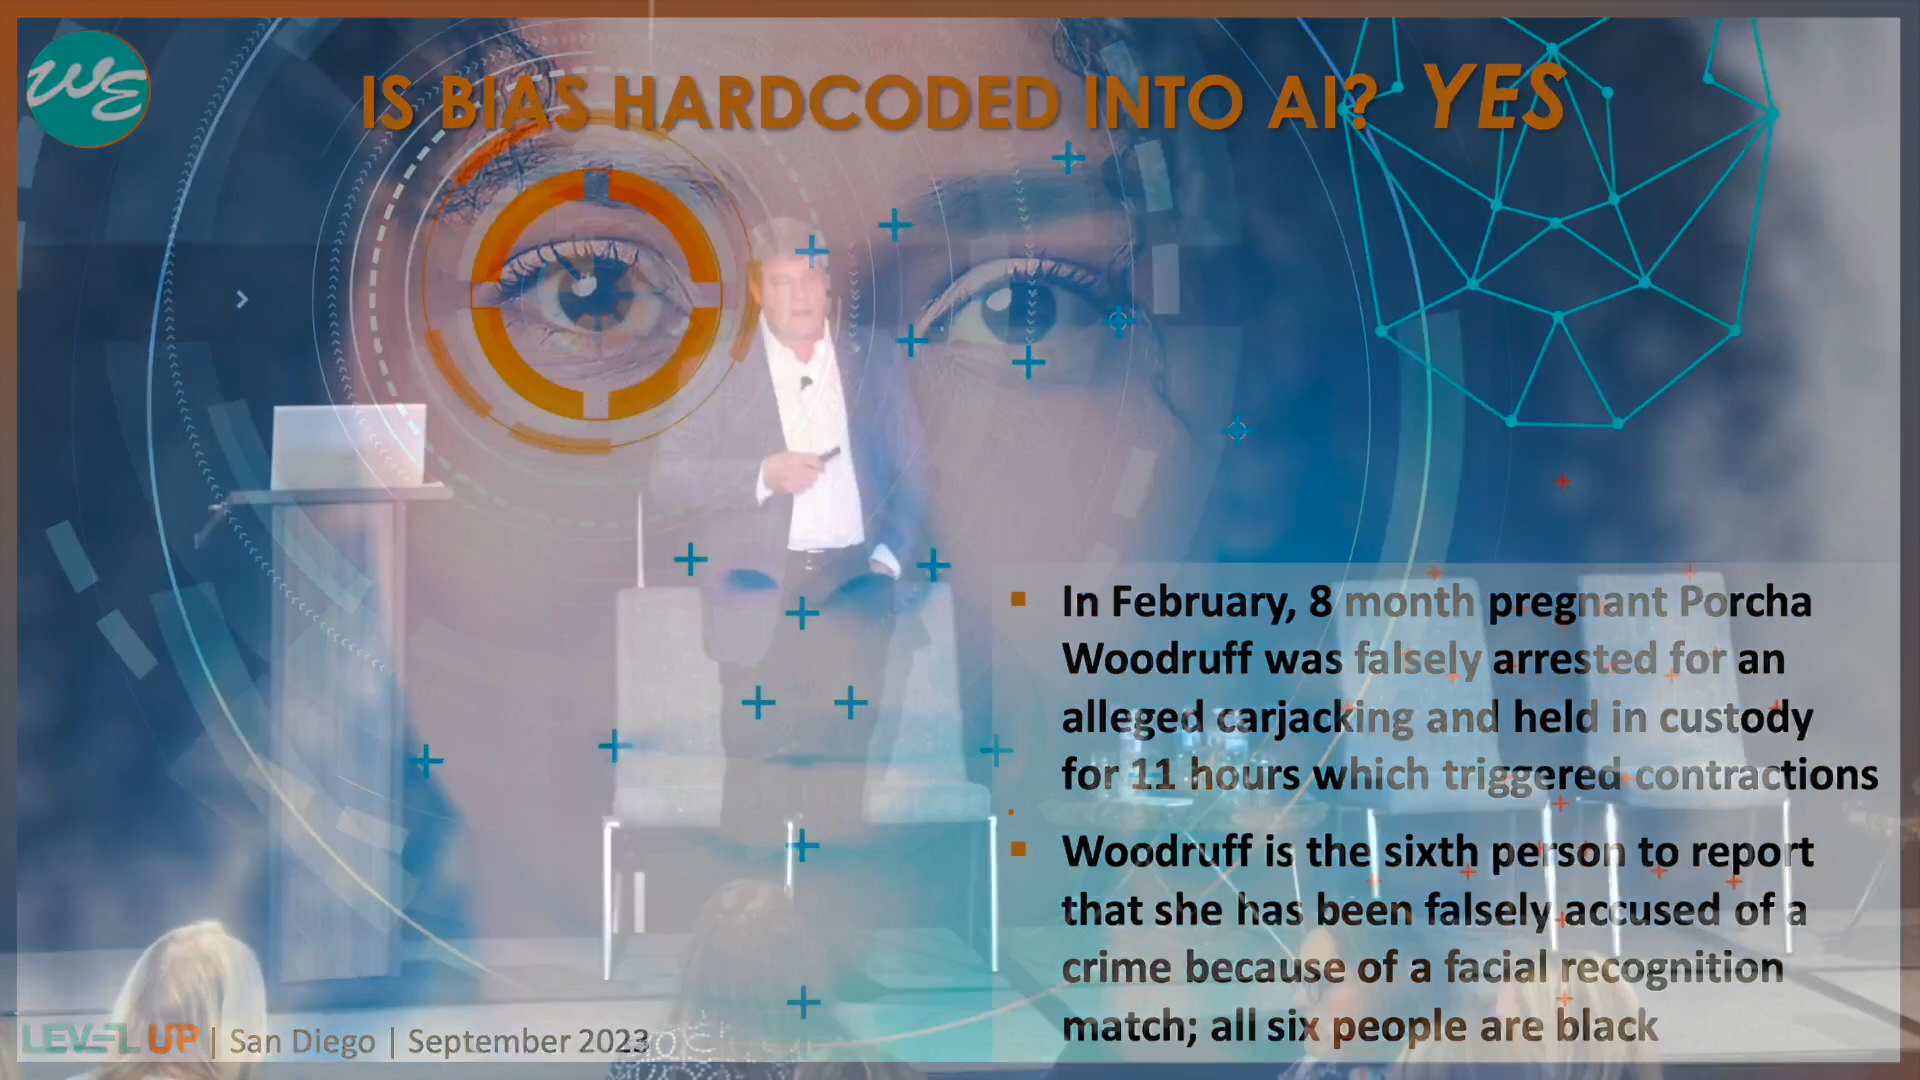 WE
IS BIAS HARDCODED INTO AI? YES
In February, 8 month pregnant Porcha
Woodruff was falsely arrested for an
alleged carjacking and held in custody
for 11 hours which triggered contractions
Woodruff is the sixth person to report
that she has been falsely accused of a
crime because of a facial recognition
match; all six people are black
LEVEL UP | San Diego | September 2023